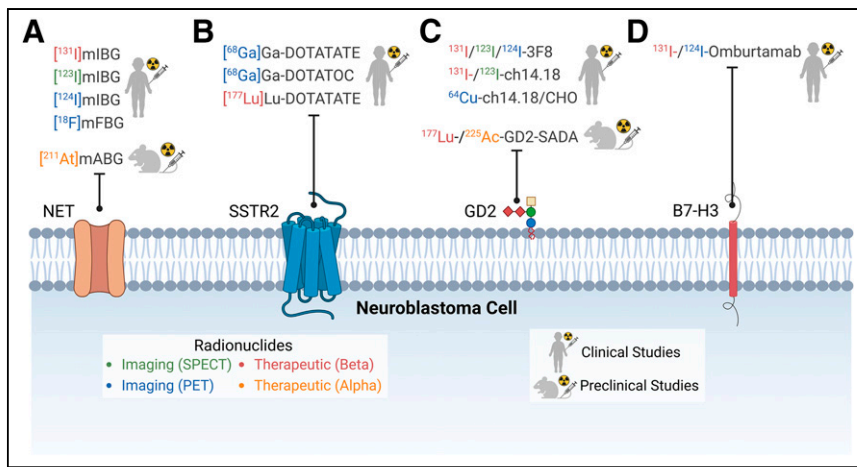 A
[¹³¹I]mIBG
[¹²³I]mIBG
[¹²⁴I]mIBG
[¹⁸F]mFBG
[²¹¹At]mABG
NET
B
[⁶⁸Ga]Ga-DOTATATE
[⁶⁸Ga]Ga-DOTATOC
[¹⁷⁷Lu]Lu-DOTATATE
SSTR2
C
¹³¹I/¹²³I/¹²⁴I-3F8
¹³¹I-/¹²³I-ch14.18
⁶⁴Cu-ch14.18/CHO
¹⁷⁷Lu-/²²⁵Ac-GD2-SADA
GD2
D
¹³¹I-/¹²⁴I-Omburtamab
B7-H3
Neuroblastoma Cell
Radionuclides
• Imaging (SPECT) • Therapeutic (Beta)
• Imaging (PET) • Therapeutic (Alpha)
Clinical Studies
Preclinical Studies